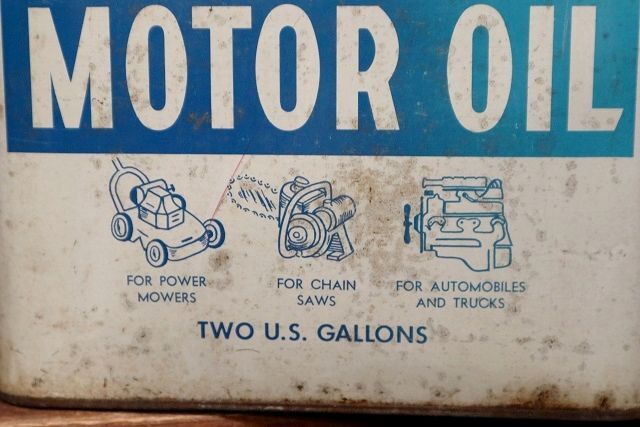 MOTOR OIL
FOR POWER
MOWERS
FOR CHAIN
SAWS
FOR AUTOMOBILES
AND TRUCKS
TWO U.S. GALLONS